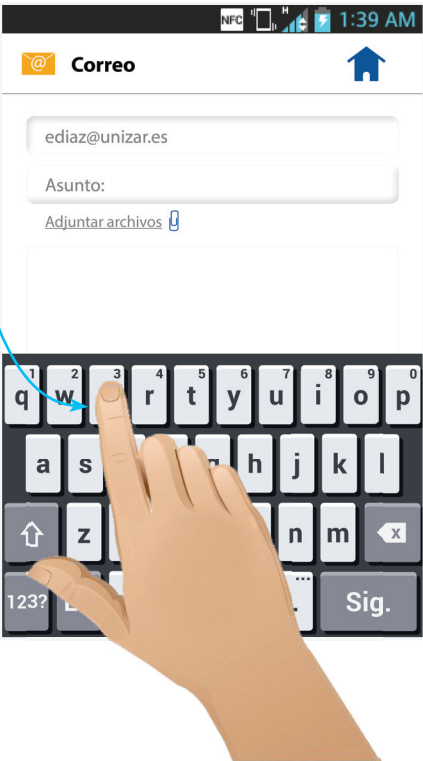 NFC H 1:39 AM
@ Correo
ediaz@unizar.es
Asunto:
Adjuntar archivos
1 2 3 4 5 6 7 8 9 0
q w r t y u i o p
a s h j k l
z n m x
123? ... Sig.